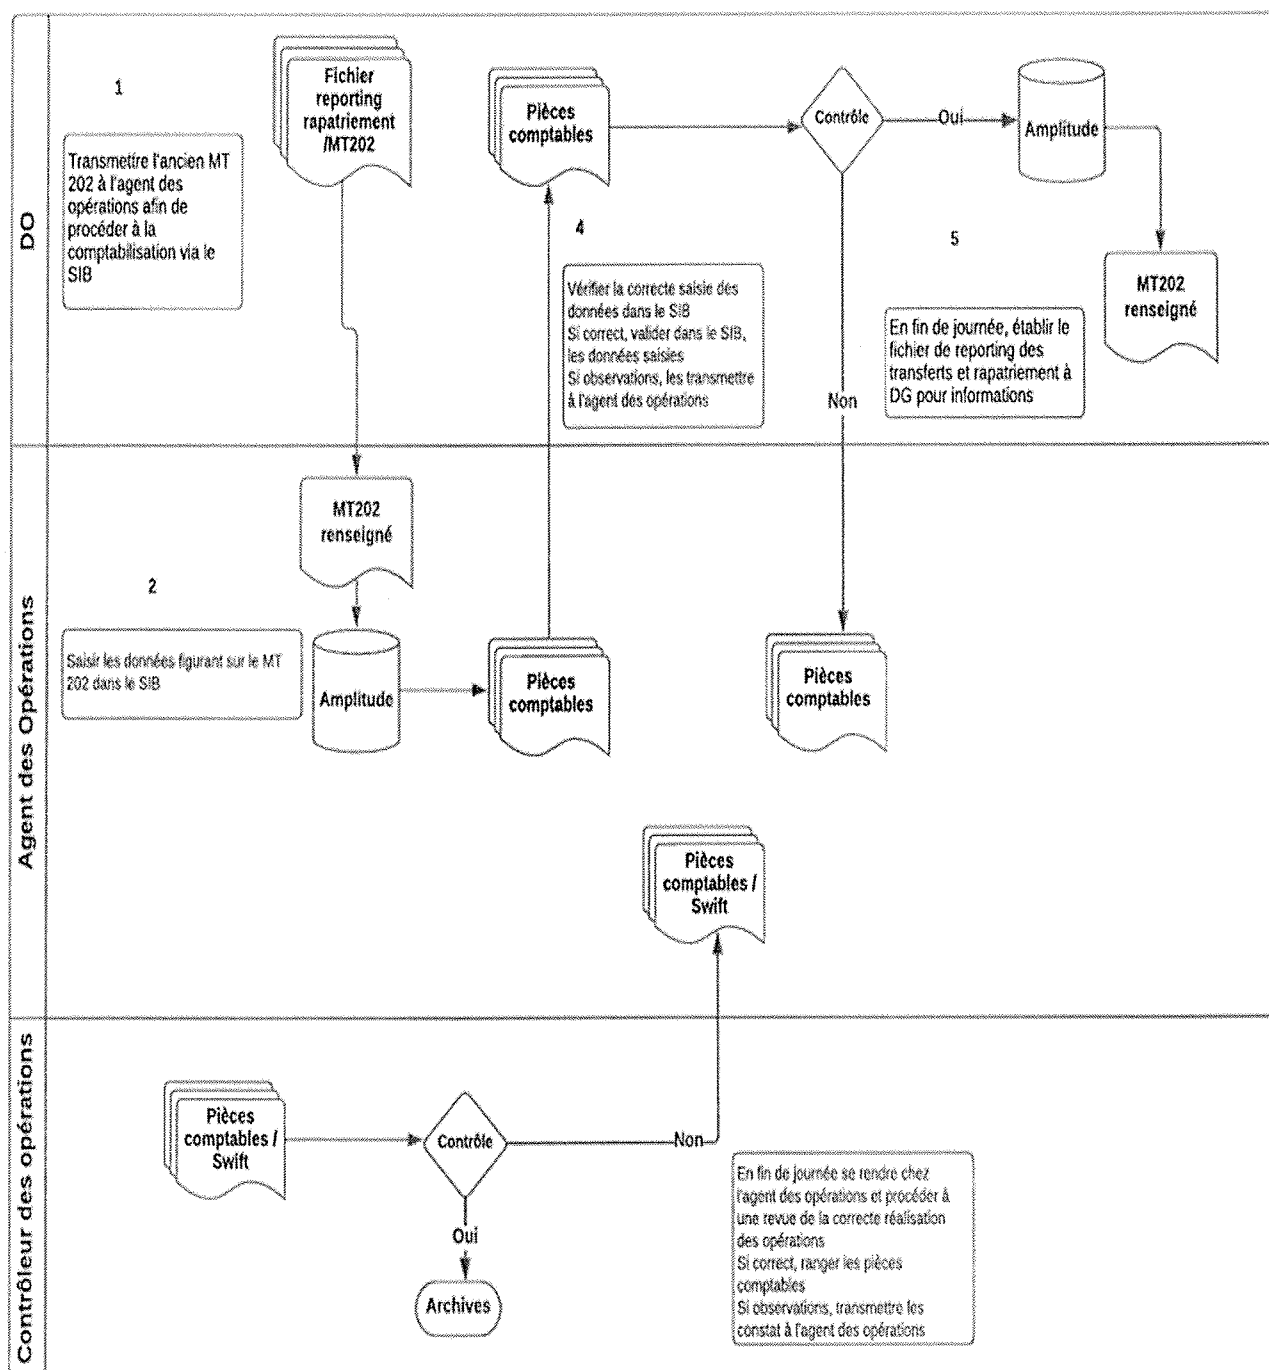 DO
1
Transmettre l'ancien MT
202 à l'agent des
opérations afin de
procéder à la
comptabilisation via le
SIB
Fichier
reporting
rapatriement
/MT202
Pièces
comptables
Contrôle
Oui
Amplitude
4
Vérifier la correcte saisie des
données dans le SIB
Si correct, valider dans le SIB,
les données saisies
Si observations, les transmettre
à l'agent des opérations
5
En fin de journée, établir le
fichier de reporting des
transferts et rapatriement à
DG pour informations
MT202
renseigné
Non
Agent des Opérations
MT202
renseigné
2
Saisir les données figurant sur le MT
202 dans le SIB
Amplitude
Pièces
comptables
Pièces
comptables
Pièces
comptables /
Swift
Contrôleur des opérations
Pièces
comptables /
Swift
Contrôle
Non
Oui
Archives
En fin de journée se rendre chez
l'agent des opérations et procéder à
une revue de la correcte réalisation
des opérations
Si correct, ranger les pièces
comptables
Si observations, transmettre les
constat à l'agent des opérations